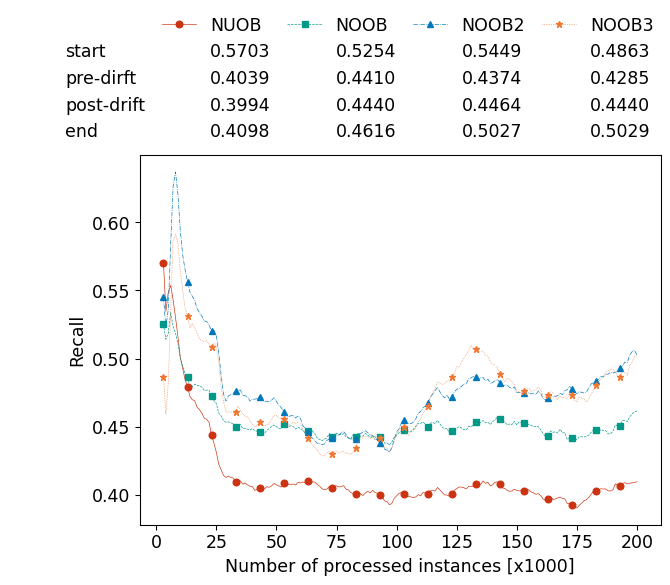 NUOB NOOB NOOB2 NOOB3
start 0.5703 0.5254 0.5449 0.4863
pre-dirft 0.4039 0.4410 0.4374 0.4285
post-drift 0.3994 0.4440 0.4464 0.4440
end 0.4098 0.4616 0.5027 0.5029
0.60
0.55
0.50
0.45
0.40
Recall
0 25 50 75 100 125 150 175 200
Number of processed instances [x1000]